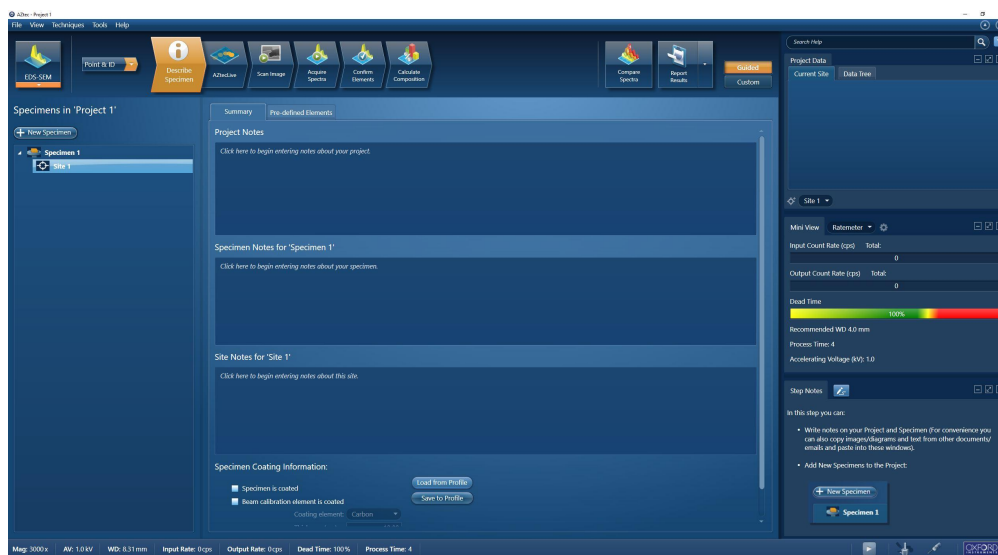 AZtec - Project 1
File View Techniques Tools Help
EDS-SEM
Point & ID
Describe
Specimen
AZtecLive
Scan Image
Acquire
Spectra
Confirm
Elements
Calculate
Composition
Compare
Spectra
Report
Results
Guided
Custom
Specimens in 'Project 1'
New Specimen
Specimen 1
Site 1
Summary Pre-defined Elements
Project Notes
Click here to begin entering notes about your project.
Specimen Notes for 'Specimen 1'
Click here to begin entering notes about your specimen.
Site Notes for 'Site 1'
Click here to begin entering notes about this site.
Specimen Coating Information:
Specimen is coated
Beam calibration element is coated
Coating element: Carbon
Load from Profile
Save to Profile
Search Help
Project Data
Current Site Data Tree
Site 1
Mini View Ratemeter
Input Count Rate (cps) Total:
0
Output Count Rate (cps) Total:
0
Dead Time
100%
Recommended WD 4.0 mm
Process Time: 4
Accelerating Voltage (kV): 1.0
Step Notes
In this step you can:
• Write notes on your Project and Specimen (For convenience you
can also copy images/diagrams and text from other documents/
emails and paste into these windows).
• Add New Specimens to the Project:
New Specimen
Specimen 1
Mag: 3000 x AV: 1.0 kV WD: 8.31 mm Input Rate: 0 cps Output Rate: 0 cps Dead Time: 100% Process Time: 4
OXFORD
INSTRUMENTS